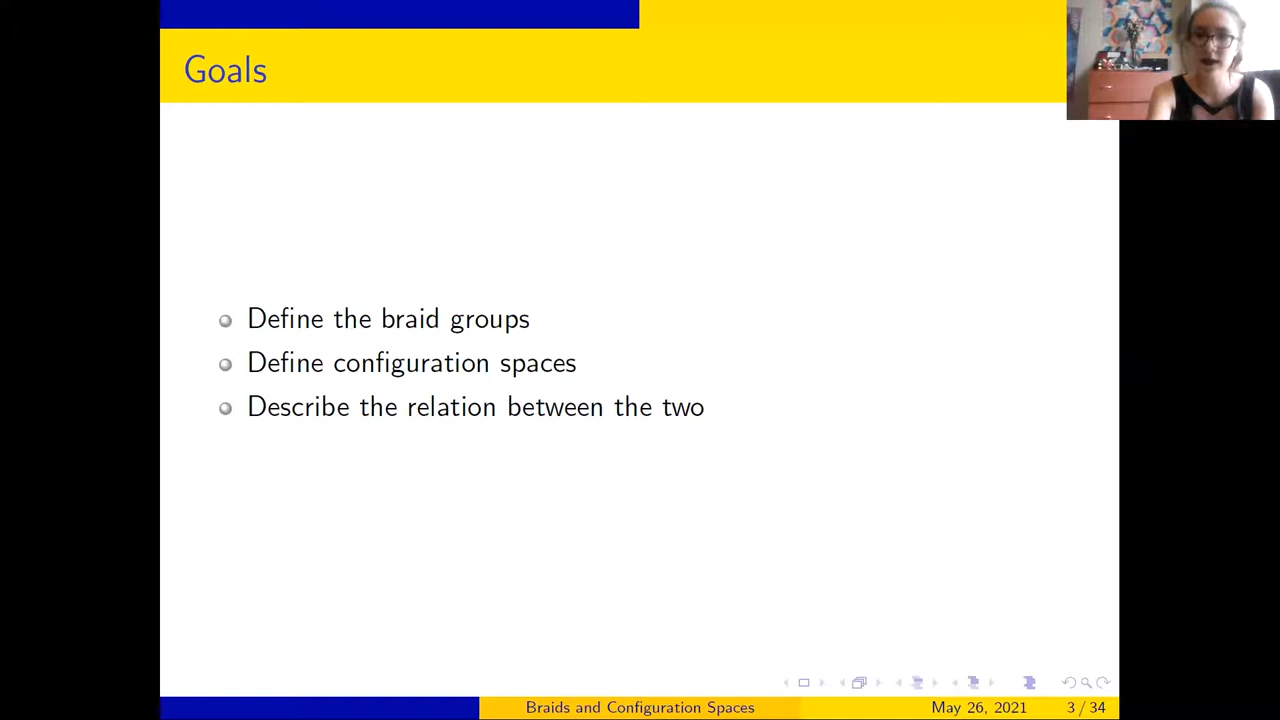 Goals
Define the braid groups
Define configuration spaces
Describe the relation between the two
Braids and Configuration Spaces May 26, 2021 3 / 34